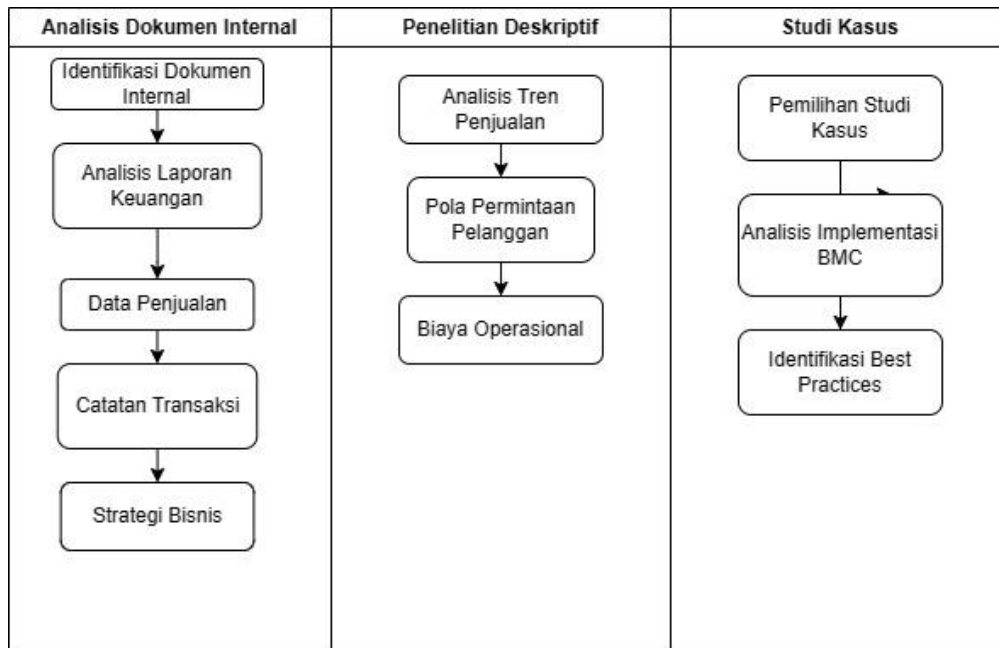 Analisis Dokumen Internal
Penelitian Deskriptif
Studi Kasus
Identifikasi Dokumen
Internal
Analisis Laporan
Keuangan
Data Penjualan
Catatan Transaksi
Strategi Bisnis
Analisis Tren
Penjualan
Pola Permintaan
Pelanggan
Biaya Operasional
Pemilihan Studi
Kasus
Analisis Implementasi
BMC
Identifikasi Best
Practices